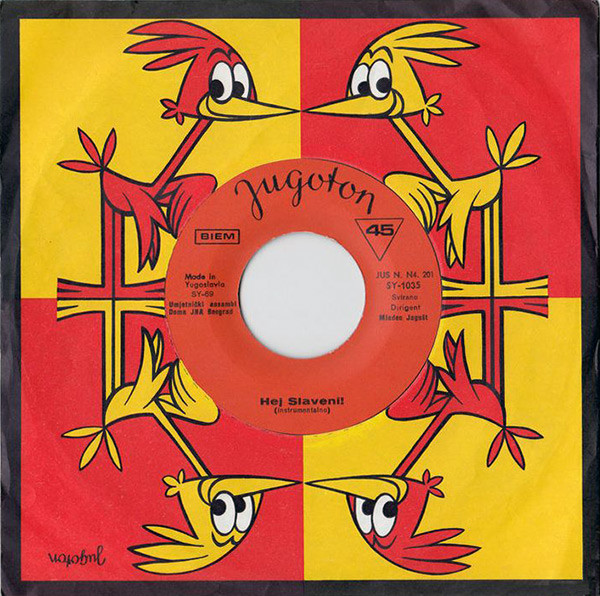 Jugoton
BIEM
45
Made in
Yugoslavia
SY-69
Umjetnički ansambl
Doma JNA Beograd
JUS N. N4. 201
SY-1035
Svirano
Dirigent
Mladen Jagušt
Hej Slaveni!
(instrumentalno)
Jugoton